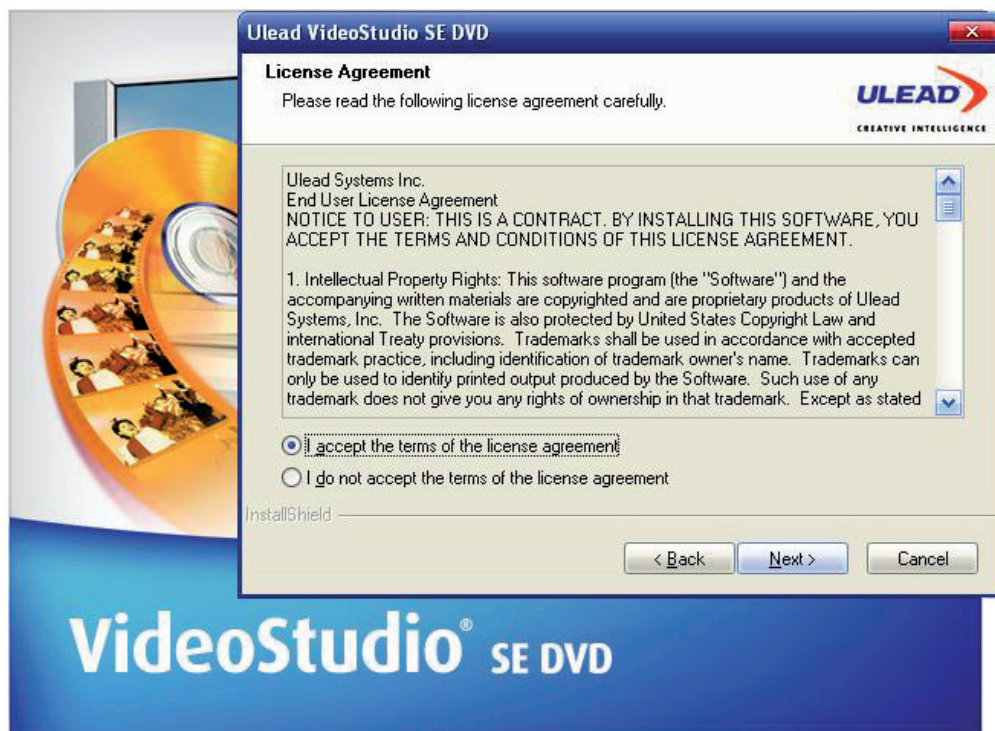 Ulead VideoStudio SE DVD
License Agreement
Please read the following license agreement carefully.
ULEAD
CREATIVE INTELLIGENCE
Ulead Systems Inc.
End User License Agreement
NOTICE TO USER: THIS IS A CONTRACT. BY INSTALLING THIS SOFTWARE, YOU
ACCEPT THE TERMS AND CONDITIONS OF THIS LICENSE AGREEMENT.
1. Intellectual Property Rights: This software program (the "Software") and the
accompanying written materials are copyrighted and are proprietary products of Ulead
Systems, Inc. The Software is also protected by United States Copyright Law and
international Treaty provisions. Trademarks shall be used in accordance with accepted
trademark practice, including identification of trademark owner's name. Trademarks can
only be used to identify printed output produced by the Software. Such use of any
trademark does not give you any rights of ownership in that trademark. Except as stated
I accept the terms of the license agreement
I do not accept the terms of the license agreement
InstallShield
< Back Next > Cancel
VideoStudio® SE DVD